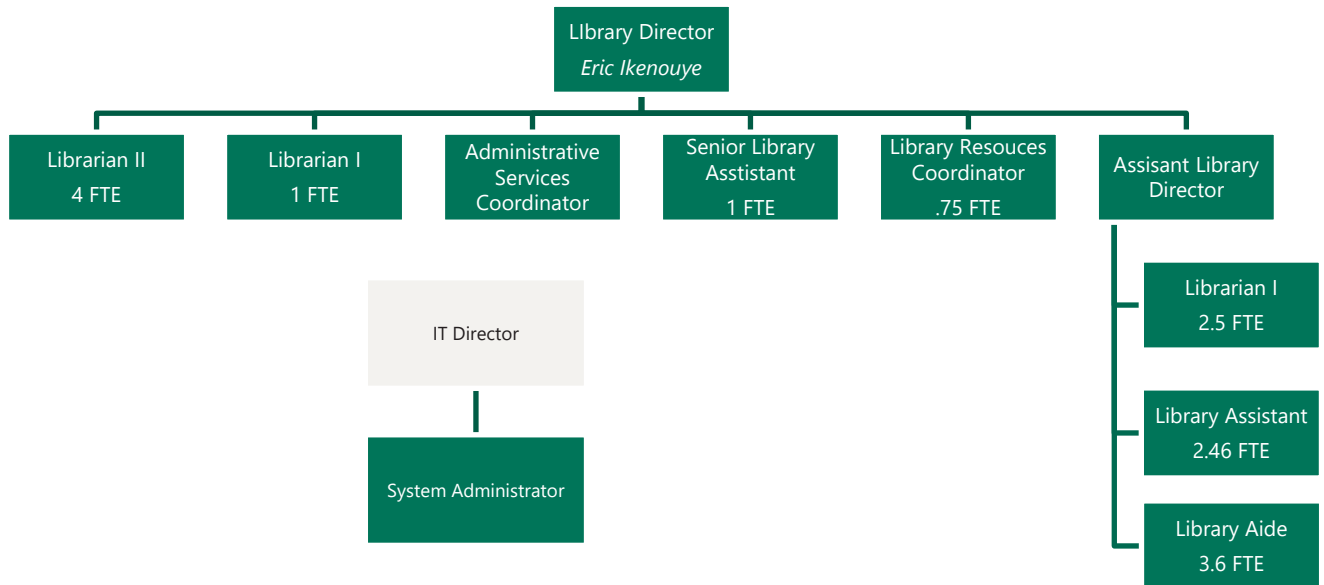 LIbrary Director
Eric Ikenouye
Librarian II
4 FTE
Librarian I
1 FTE
Administrative
Services
Coordinator
Senior Library
Asstistant
1 FTE
Library Resouces
Coordinator
.75 FTE
Assisant Library
Director
IT Director
System Administrator
Librarian I
2.5 FTE
Library Assistant
2.46 FTE
Library Aide
3.6 FTE